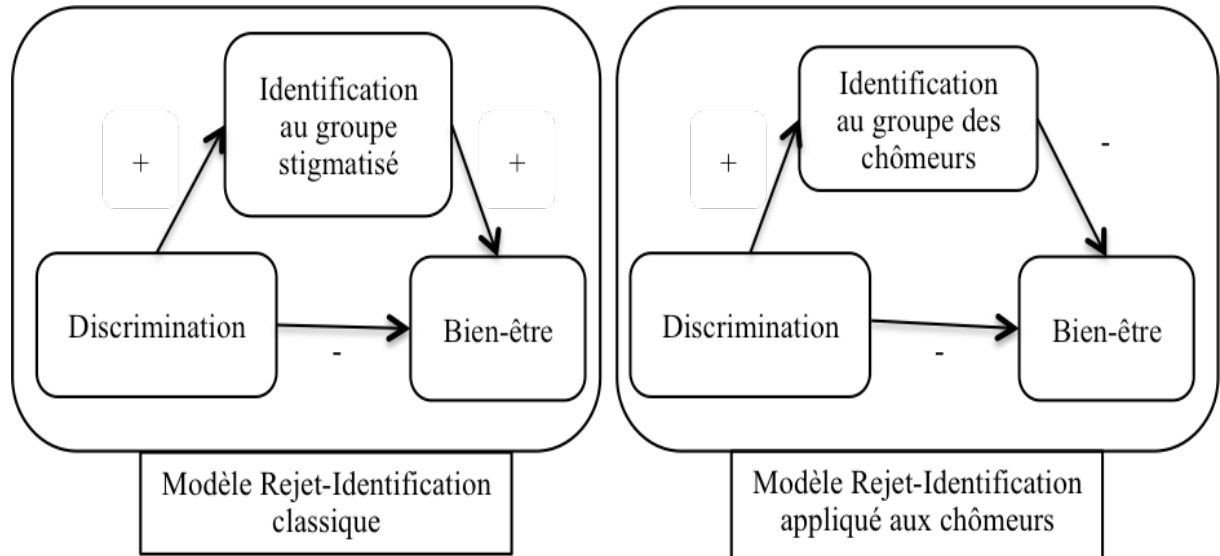 Identification
au groupe
stigmatisé
+
+
Discrimination
-
Bien-être
Modèle Rejet-Identification
classique
Identification
au groupe des
chômeurs
+
-
Discrimination
-
Bien-être
Modèle Rejet-Identification
appliqué aux chômeurs